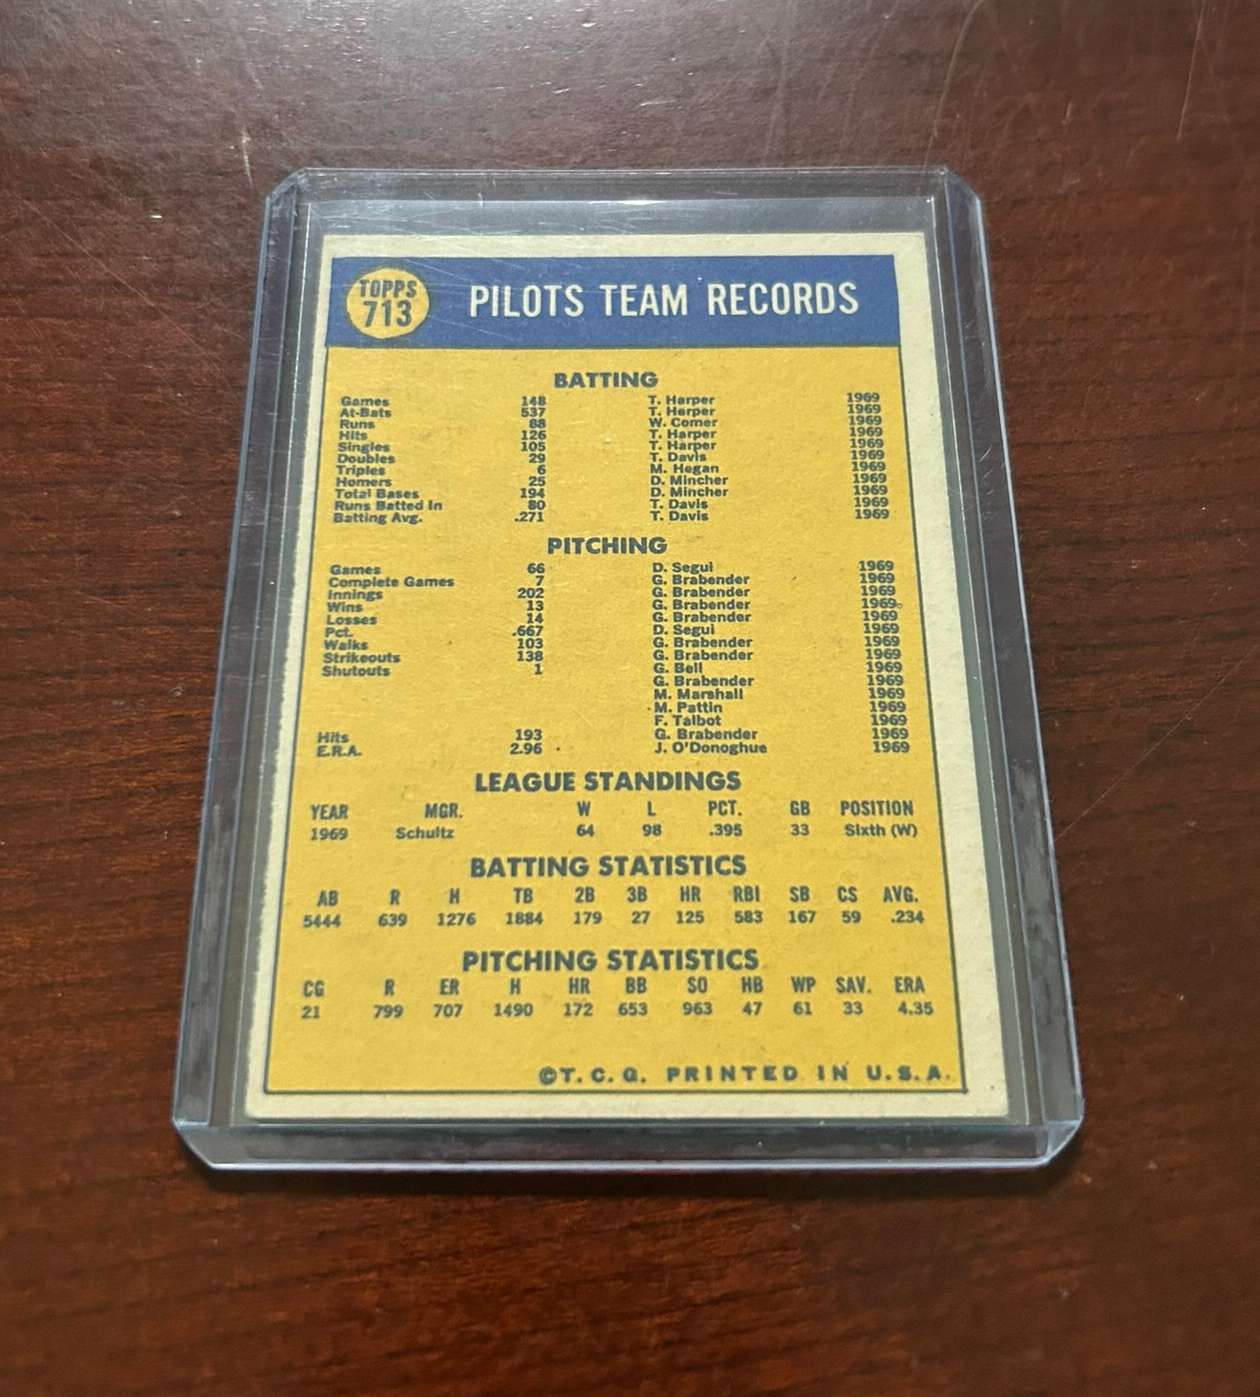 TOPPS
713
PILOTS TEAM RECORDS
BATTING
Games 148 T. Harper 1969
At-Bats 537 T. Harper 1969
Runs 88 W. Comer 1969
Hits 126 T. Harper 1969
Singles 105 T. Harper 1969
Doubles 29 T. Davis 1969
Triples 6 M. Hegan 1969
Homers 25 D. Mincher 1969
Total Bases 194 D. Mincher 1969
Runs Batted In 80 T. Davis 1969
Batting Avg. .271 T. Davis 1969
PITCHING
Games 66 D. Segui 1969
Complete Games 7 G. Brabender 1969
Innings 202 G. Brabender 1969
Wins 13 G. Brabender 1969
Losses 14 G. Brabender 1969
Pct. .667 D. Segui 1969
Walks 103 G. Brabender 1969
Strikeouts 138 G. Brabender 1969
Shutouts 1 G. Bell 1969
G. Brabender 1969
M. Marshall 1969
M. Pattin 1969
F. Talbot 1969
Hits 193 G. Brabender 1969
E.R.A. 2.96 J. O'Donoghue 1969
LEAGUE STANDINGS
YEAR MGR. W L PCT. GB POSITION
1969 Schultz 64 98 .395 33 Sixth (W)
BATTING STATISTICS
AB R H TB 2B 3B HR RBI SB CS AVG.
5444 639 1276 1884 179 27 125 583 167 59 .234
PITCHING STATISTICS
CG R ER H HR BB SO HB WP SAV. ERA
21 799 707 1490 172 653 963 47 61 33 4.35
©T. C. G. PRINTED IN U.S.A.